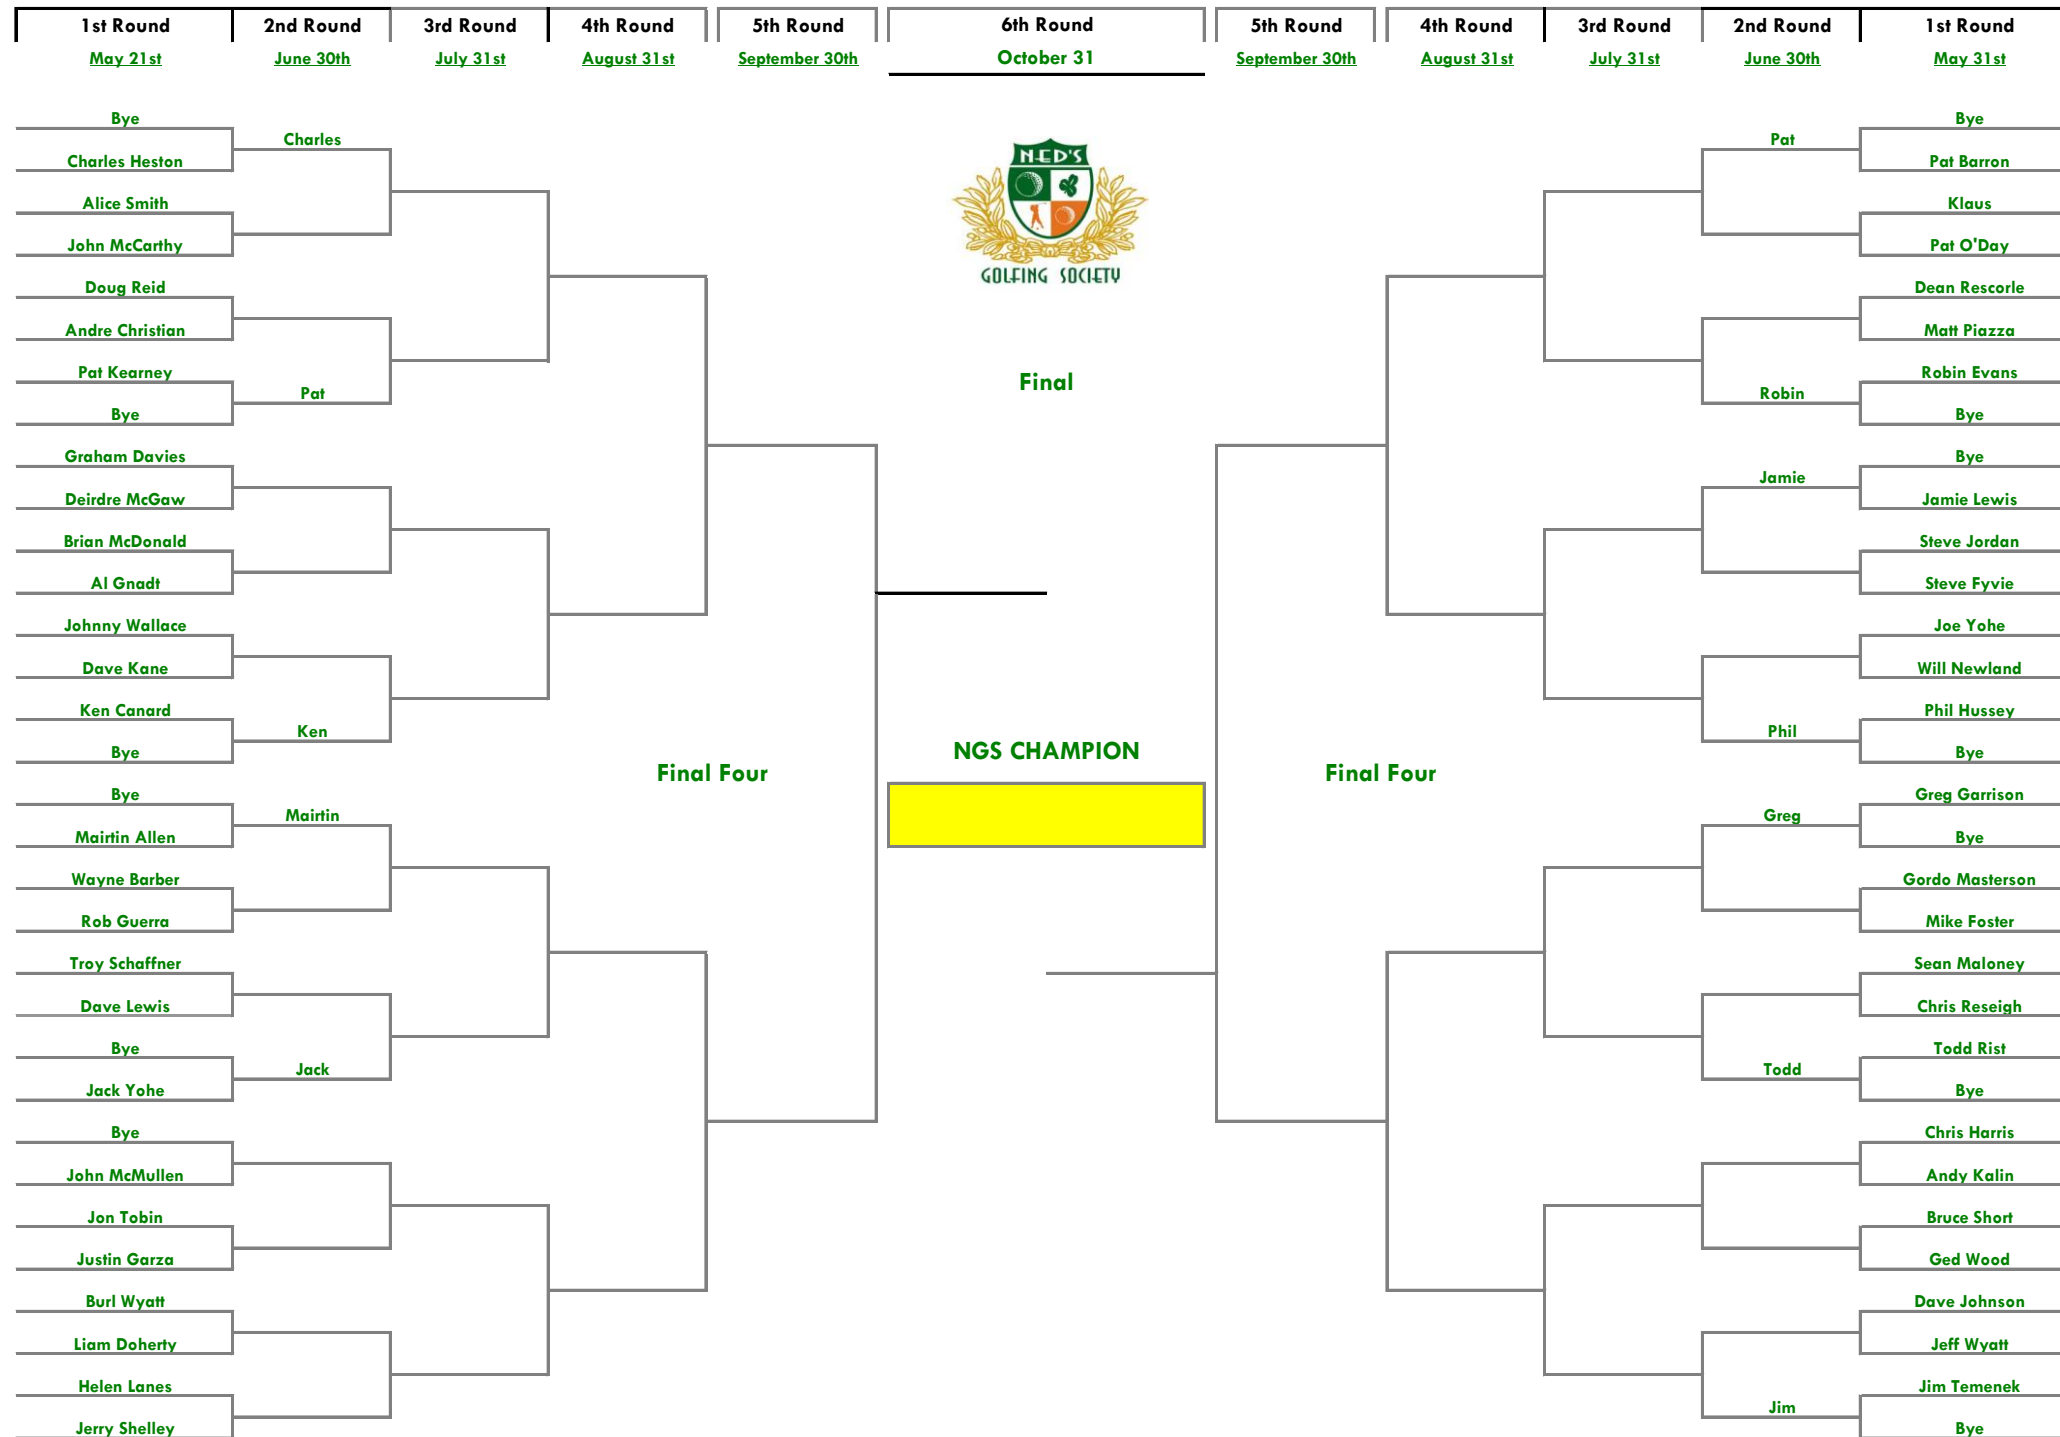 1st Round 2nd Round 3rd Round 4th Round 5th Round 6th Round 5th Round 4th Round 3rd Round 2nd Round 1st Round
May 21st June 30th July 31st August 31st September 30th October 31 September 30th August 31st July 31st June 30th May 31st
Bye Bye
Charles Pat
NED'S
Charles Heston Pat Barron
Alice Smith Klaus
John McCarthy Pat O'Day
GOLFING SOCIETY
Doug Reid Dean Rescorle
Andre Christian Matt Piazza
Pat Kearney Final Robin Evans
Pat Robin
Bye Bye
Graham Davies Bye
Jamie
Deirdre McGaw Jamie Lewis
Brian McDonald Steve Jordan
Al Gnadt Steve Fyvie
Johnny Wallace Joe Yohe
Dave Kane Will Newland
Ken Canard Phil Hussey
Ken Phil
Bye NGS CHAMPION Bye
Final Four Final Four
Bye Greg Garrison
Mairtin Greg
Mairtin Allen Bye
Wayne Barber Gordo Masterson
Rob Guerra Mike Foster
Troy Schaffner Sean Maloney
Dave Lewis Chris Reseigh
Bye Todd Rist
Jack Todd
Jack Yohe Bye
Bye Chris Harris
John McMullen Andy Kalin
Jon Tobin Bruce Short
Justin Garza Ged Wood
Burl Wyatt Dave Johnson
Liam Doherty Jeff Wyatt
Helen Lanes Jim Temenek
Jim
Jerry Shelley Bye